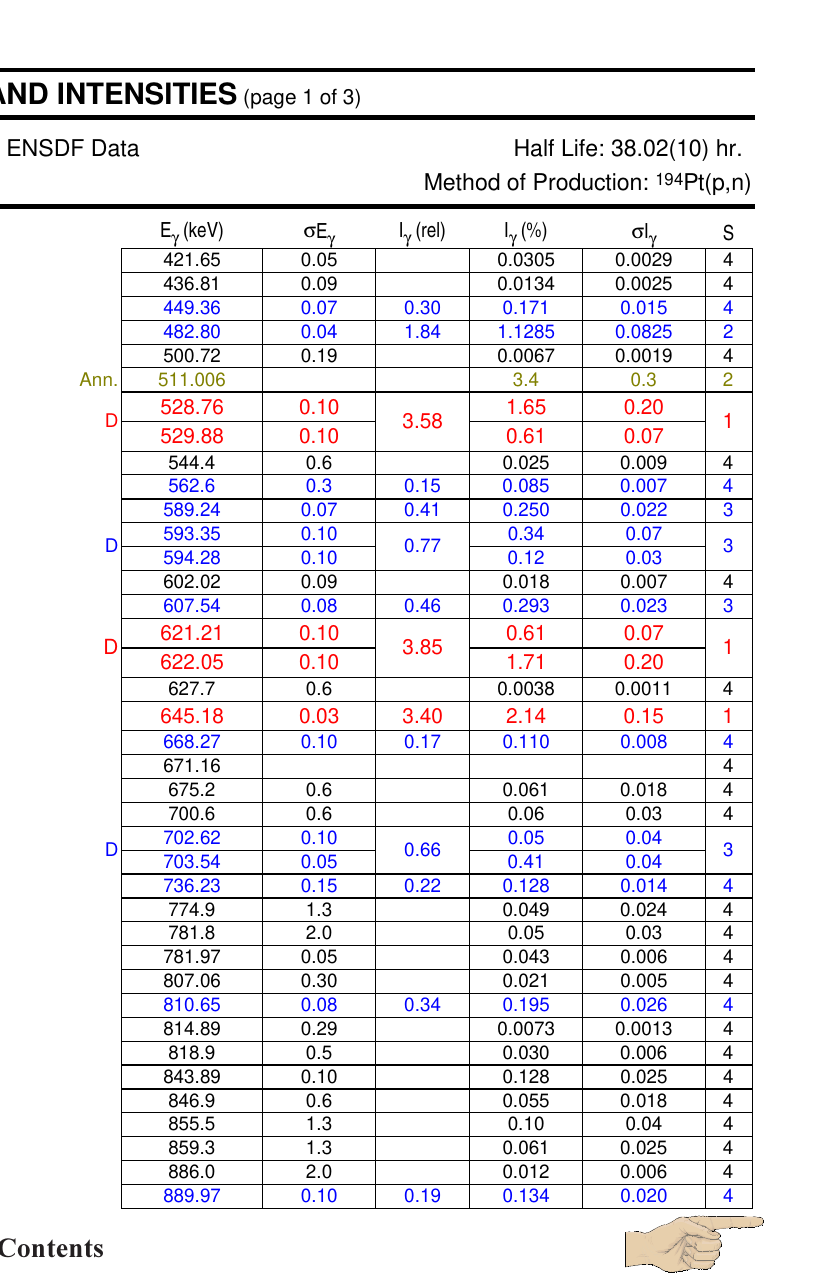 AND INTENSITIES (page 1 of 3)
ENSDF Data Half Life: 38.02(10) hr.
Method of Production: ¹⁹⁴Pt(p,n)
Eγ (keV) σEγ Iγ (rel) Iγ (%) σIγ S
421.65 0.05 0.0305 0.0029 4
436.81 0.09 0.0134 0.0025 4
449.36 0.07 0.30 0.171 0.015 4
482.80 0.04 1.84 1.1285 0.0825 2
500.72 0.19 0.0067 0.0019 4
Ann. 511.006 3.4 0.3 2
528.76 0.10 1.65 0.20
D 3.58 1
529.88 0.10 0.61 0.07
544.4 0.6 0.025 0.009 4
562.6 0.3 0.15 0.085 0.007 4
589.24 0.07 0.41 0.250 0.022 3
593.35 0.10 0.34 0.07
D 0.77 3
594.28 0.10 0.12 0.03
602.02 0.09 0.018 0.007 4
607.54 0.08 0.46 0.293 0.023 3
621.21 0.10 0.61 0.07
D 3.85 1
622.05 0.10 1.71 0.20
627.7 0.6 0.0038 0.0011 4
645.18 0.03 3.40 2.14 0.15 1
668.27 0.10 0.17 0.110 0.008 4
671.16 4
675.2 0.6 0.061 0.018 4
700.6 0.6 0.06 0.03 4
702.62 0.10 0.05 0.04
D 0.66 3
703.54 0.05 0.41 0.04
736.23 0.15 0.22 0.128 0.014 4
774.9 1.3 0.049 0.024 4
781.8 2.0 0.05 0.03 4
781.97 0.05 0.043 0.006 4
807.06 0.30 0.021 0.005 4
810.65 0.08 0.34 0.195 0.026 4
814.89 0.29 0.0073 0.0013 4
818.9 0.5 0.030 0.006 4
843.89 0.10 0.128 0.025 4
846.9 0.6 0.055 0.018 4
855.5 1.3 0.10 0.04 4
859.3 1.3 0.061 0.025 4
886.0 2.0 0.012 0.006 4
889.97 0.10 0.19 0.134 0.020 4
Contents